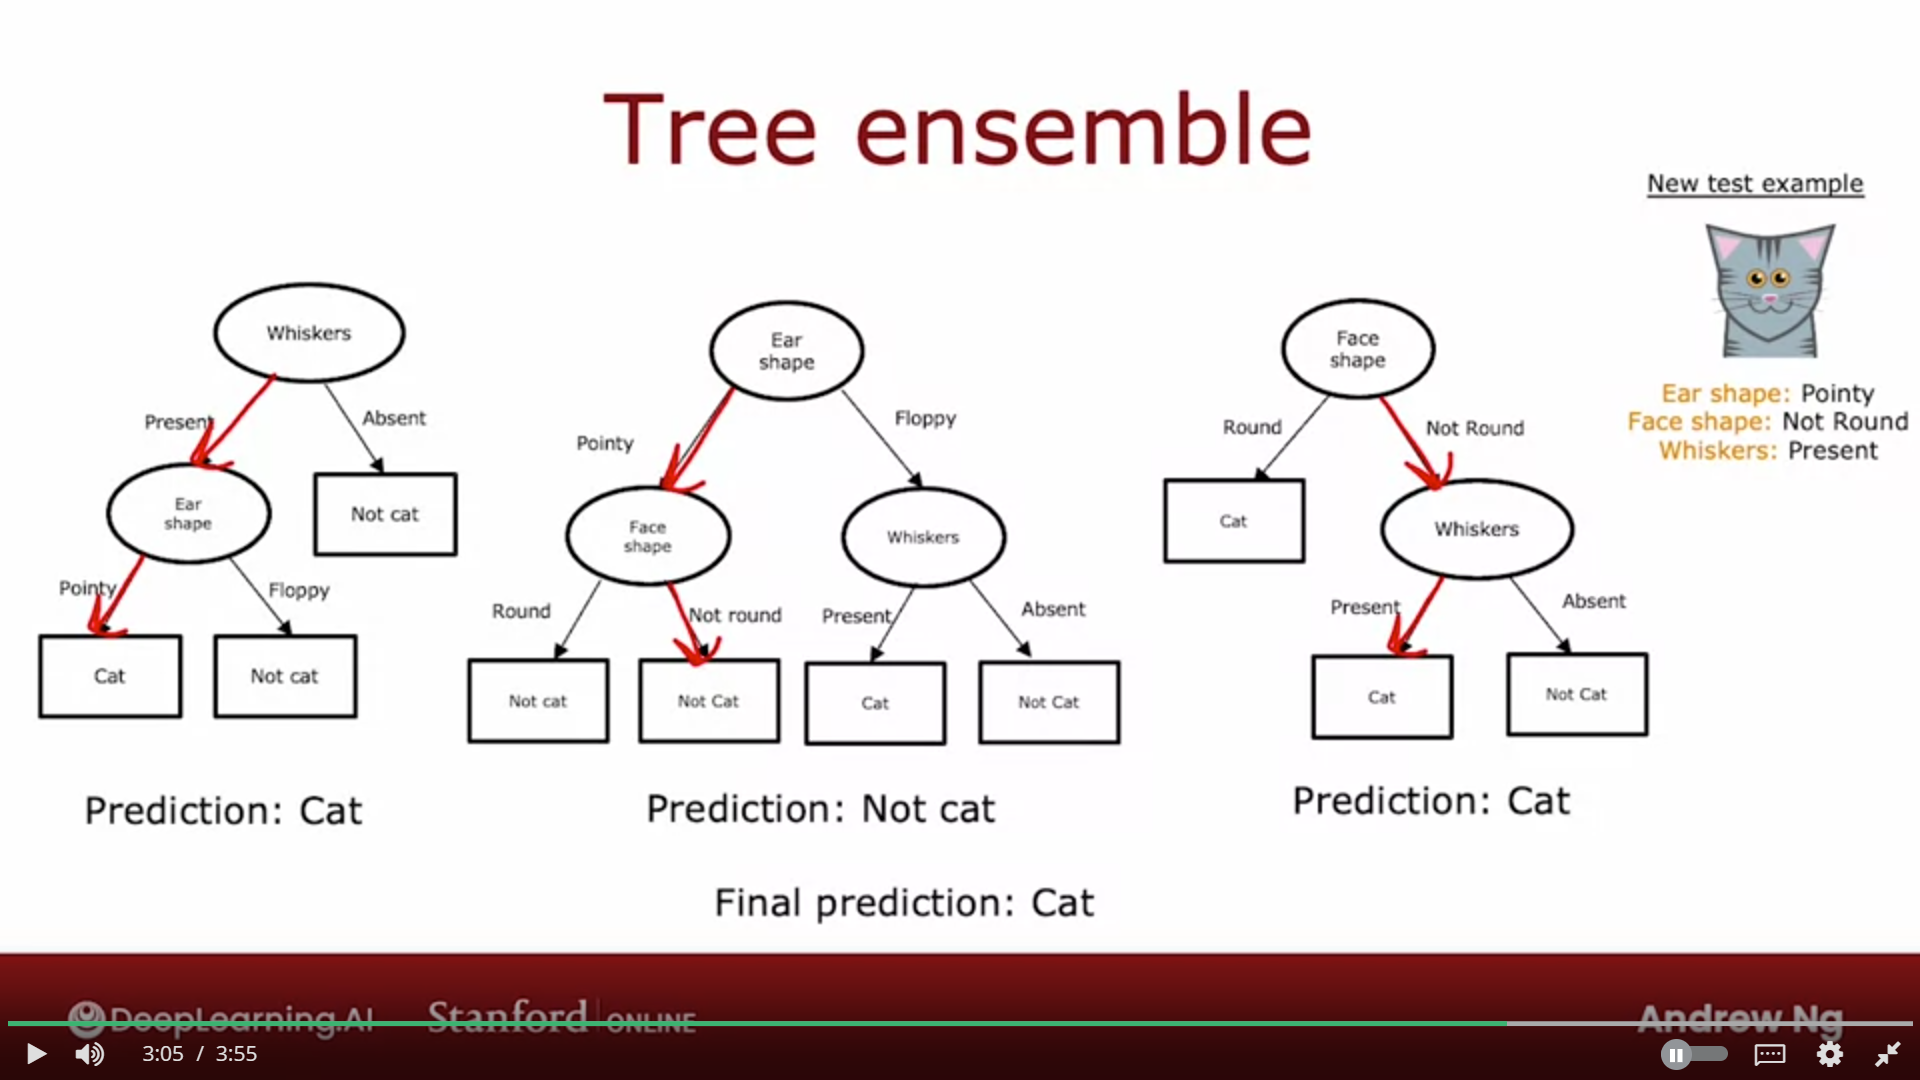 Tree ensemble
New test example
Ear shape: Pointy
Face shape: Not Round
Whiskers: Present
Whiskers
Present
Absent
Ear
shape
Not cat
Pointy
Floppy
Cat
Not cat
Prediction: Cat
Ear
shape
Pointy
Floppy
Face
shape
Whiskers
Round
Not round
Present
Absent
Not cat
Not Cat
Cat
Not Cat
Prediction: Not cat
Face
shape
Round
Not Round
Cat
Whiskers
Present
Absent
Cat
Not Cat
Prediction: Cat
Final prediction: Cat
DeepLearning.AI
Stanford ONLINE
Andrew Ng
3:05 / 3:55